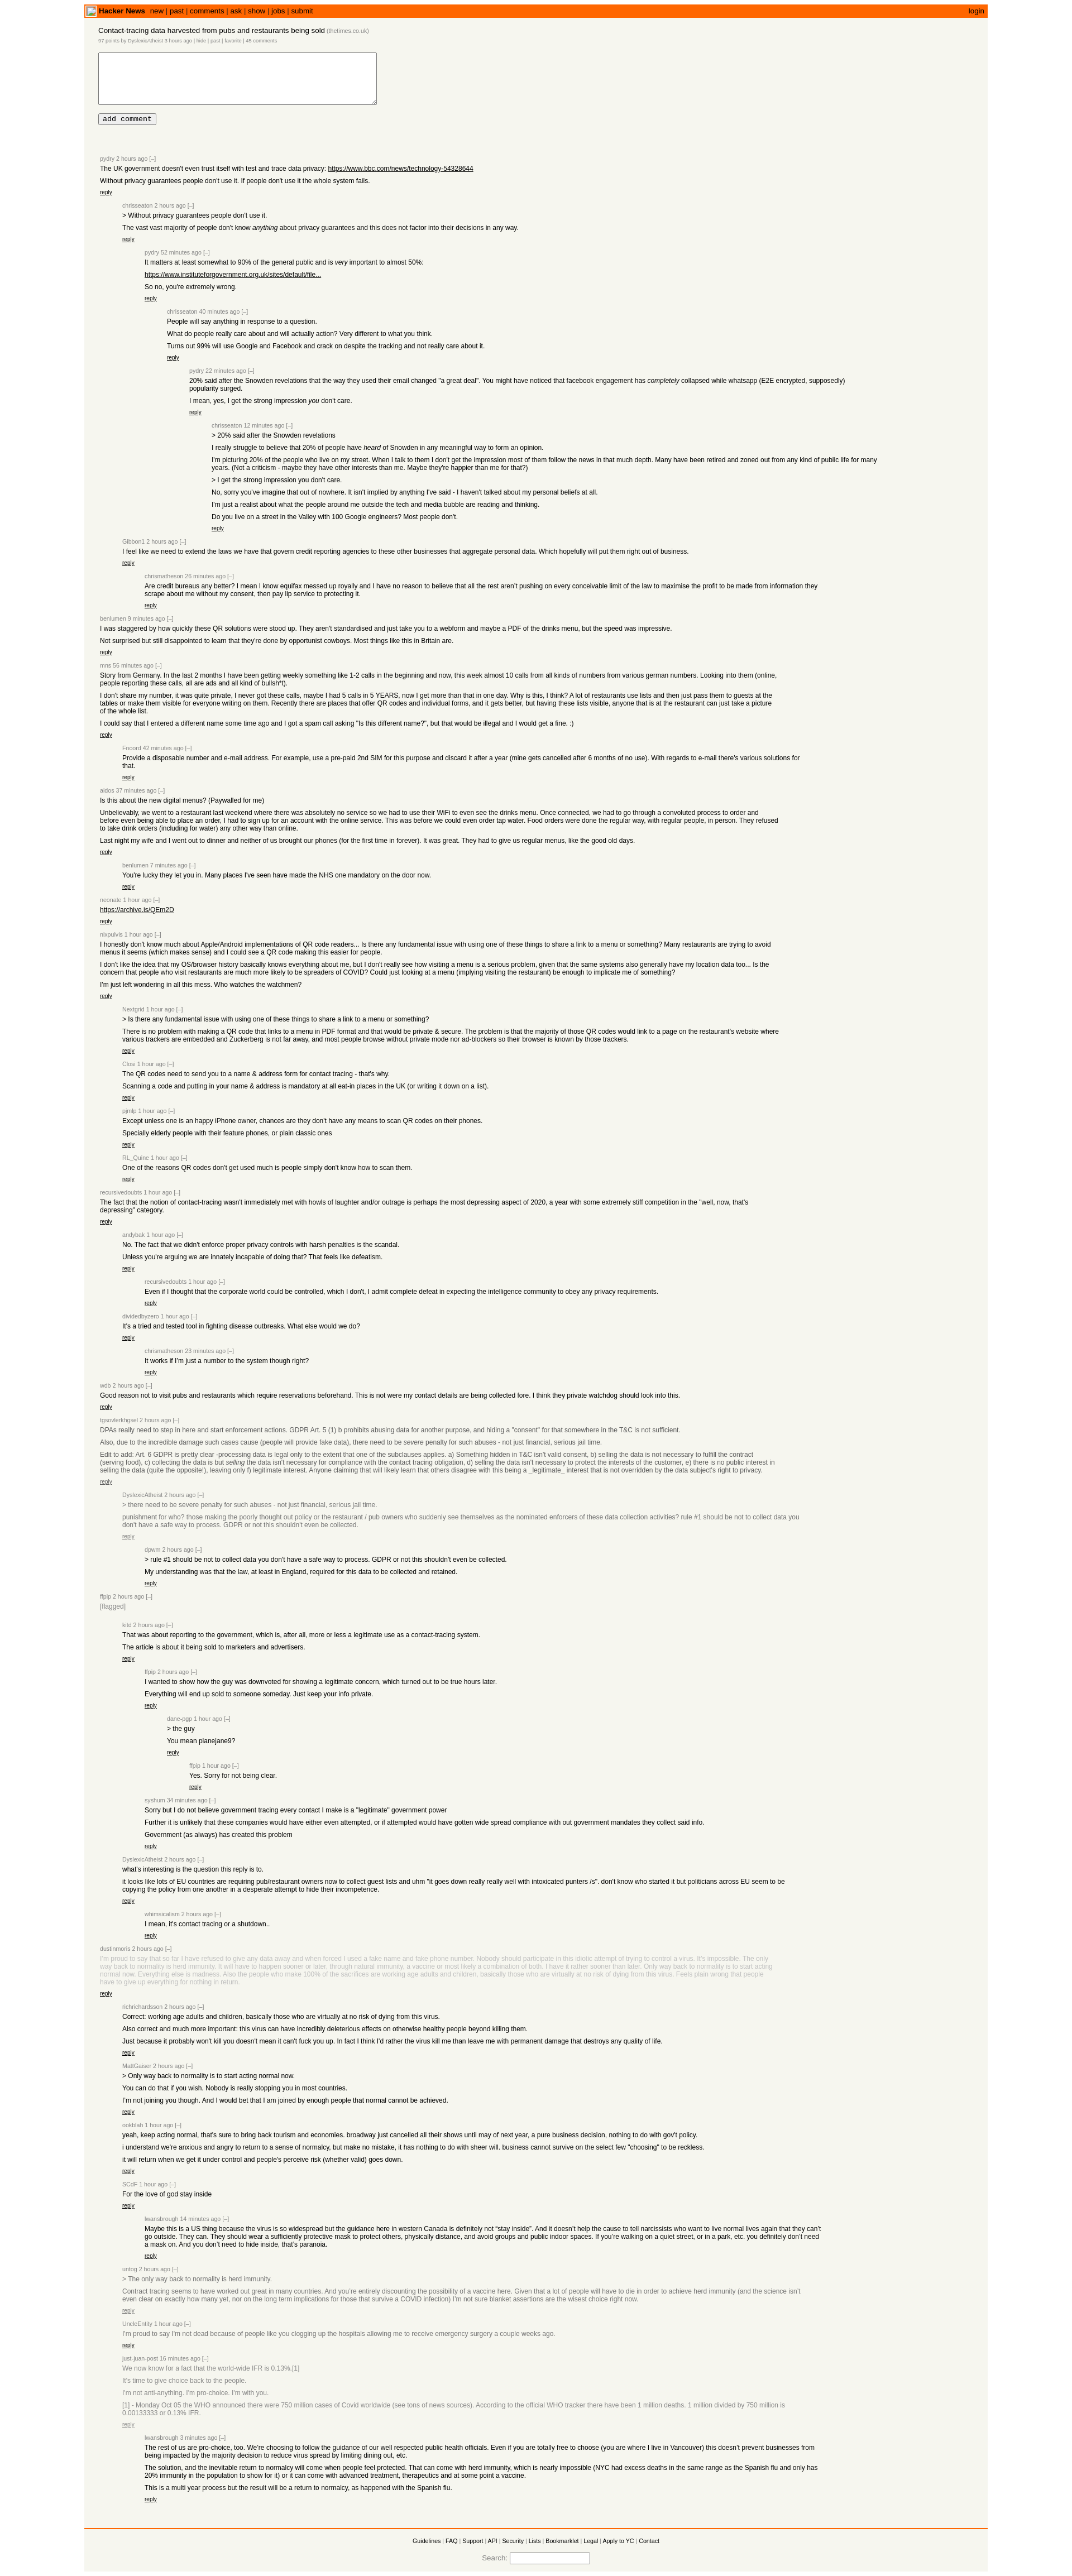 Hacker News new | past | comments | ask | show | jobs | submit login
Contact-tracing data harvested from pubs and restaurants being sold (thetimes.co.uk)
97 points by DyslexicAtheist 3 hours ago | hide | past | favorite | 45 comments
add comment
pydry 2 hours ago [–]
The UK government doesn't even trust itself with test and trace data privacy: https://www.bbc.com/news/technology-54328644
Without privacy guarantees people don't use it. If people don't use it the whole system fails.
reply
chrisseaton 2 hours ago [–]
> Without privacy guarantees people don't use it.
The vast vast majority of people don't know anything about privacy guarantees and this does not factor into their decisions in any way.
reply
pydry 52 minutes ago [–]
It matters at least somewhat to 90% of the general public and is very important to almost 50%:
https://www.instituteforgovernment.org.uk/sites/default/file...
So no, you're extremely wrong.
reply
chrisseaton 40 minutes ago [–]
People will say anything in response to a question.
What do people really care about and will actually action? Very different to what you think.
Turns out 99% will use Google and Facebook and crack on despite the tracking and not really care about it.
reply
pydry 22 minutes ago [–]
20% said after the Snowden revelations that the way they used their email changed "a great deal". You might have noticed that facebook engagement has completely collapsed while whatsapp (E2E encrypted, supposedly)
popularity surged.
I mean, yes, I get the strong impression you don't care.
reply
chrisseaton 12 minutes ago [–]
> 20% said after the Snowden revelations
I really struggle to believe that 20% of people have heard of Snowden in any meaningful way to form an opinion.
I'm picturing 20% of the people who live on my street. When I talk to them I don't get the impression most of them follow the news in that much depth. Many have been retired and zoned out from any kind of public life for many
years. (Not a criticism - maybe they have other interests than me. Maybe they're happier than me for that?)
> I get the strong impression you don't care.
No, sorry you've imagine that out of nowhere. It isn't implied by anything I've said - I haven't talked about my personal beliefs at all.
I'm just a realist about what the people around me outside the tech and media bubble are reading and thinking.
Do you live on a street in the Valley with 100 Google engineers? Most people don't.
reply
Gibbon1 2 hours ago [–]
I feel like we need to extend the laws we have that govern credit reporting agencies to these other businesses that aggregate personal data. Which hopefully will put them right out of business.
reply
chrismatheson 26 minutes ago [–]
Are credit bureaus any better? I mean I know equifax messed up royally and I have no reason to believe that all the rest aren't pushing on every conceivable limit of the law to maximise the profit to be made from information they
scrape about me without my consent, then pay lip service to protecting it.
reply
benlumen 9 minutes ago [–]
I was staggered by how quickly these QR solutions were stood up. They aren't standardised and just take you to a webform and maybe a PDF of the drinks menu, but the speed was impressive.
Not surprised but still disappointed to learn that they're done by opportunist cowboys. Most things like this in Britain are.
reply
mns 56 minutes ago [–]
Story from Germany. In the last 2 months I have been getting weekly something like 1-2 calls in the beginning and now, this week almost 10 calls from all kinds of numbers from various german numbers. Looking into them (online,
people reporting these calls, all are ads and all kind of bullsh*t).
I don't share my number, it was quite private, I never got these calls, maybe I had 5 calls in 5 YEARS, now I get more than that in one day. Why is this, I think? A lot of restaurants use lists and then just pass them to guests at the
tables or make them visible for everyone writing on them. Recently there are places that offer QR codes and individual forms, and it gets better, but having these lists visible, anyone that is at the restaurant can just take a picture
of the whole list.
I could say that I entered a different name some time ago and I got a spam call asking "Is this different name?", but that would be illegal and I would get a fine. :)
reply
Fnoord 42 minutes ago [–]
Provide a disposable number and e-mail address. For example, use a pre-paid 2nd SIM for this purpose and discard it after a year (mine gets cancelled after 6 months of no use). With regards to e-mail there's various solutions for
that.
reply
aidos 37 minutes ago [–]
Is this about the new digital menus? (Paywalled for me)
Unbelievably, we went to a restaurant last weekend where there was absolutely no service so we had to use their WiFi to even see the drinks menu. Once connected, we had to go through a convoluted process to order and
before even being able to place an order, I had to sign up for an account with the online system. This was before we could even order tap water. Food orders were done the regular way, with regular people, in person. They refused
to take drink orders (including for water) any other way than online.
Last night my wife and I went out to dinner and neither of us brought our phones (for the first time in forever). It was great. They had to give us regular menus, like the good old days.
reply
benlumen 7 minutes ago [–]
You're lucky they let you in. Many places I've seen have made the NHS one mandatory on the door now.
reply
neonate 1 hour ago [–]
https://archive.is/QEm2D
reply
nixpulvis 1 hour ago [–]
I honestly don't know much about Apple/Android implementations of QR code readers... Is there any fundamental issue with using one of these things to share a link to a menu or something? Many restaurants are trying to avoid
menus it seems (which makes sense) and I could see a QR code making this easier for people.
I don't like the idea that my OS/browser history basically knows everything about me, but I don't really see how visiting a menu is a serious problem, given that the same systems also generally have my location data too... Is the
concern that people who visit restaurants are much more likely to be spreaders of COVID? Could just looking at a menu (implying visiting the restaurant) be enough to implicate me of something?
I'm just left wondering in all this mess. Who watches the watchmen?
reply
Nextgrid 1 hour ago [–]
> Is there any fundamental issue with using one of these things to share a link to a menu or something?
There is no problem with making a QR code that links to a menu in PDF format and that would be private & secure. The problem is that the majority of those QR codes would link to a page on the restaurant's website where
various trackers are embedded and Zuckerberg is not far away, and most people browse without private mode nor ad-blockers so their browser is known by those trackers.
reply
Closi 1 hour ago [–]
The QR codes need to send you to a name & address form for contact tracing - that's why.
Scanning a code and putting in your name & address is mandatory at all eat-in places in the UK (or writing it down on a list).
reply
pjmlp 1 hour ago [–]
Except unless one is an happy iPhone owner, chances are they don't have any means to scan QR codes on their phones.
Specially elderly people with their feature phones, or plain classic ones
reply
RL_Quine 1 hour ago [–]
One of the reasons QR codes don't get used much is people simply don't know how to scan them.
reply
recursivedoubts 1 hour ago [–]
The fact that the notion of contact-tracing wasn't immediately met with howls of laughter and/or outrage is perhaps the most depressing aspect of 2020, a year with some extremely stiff competition in the "well, now, that's
depressing" category.
reply
andybak 1 hour ago [–]
No. The fact that we didn't enforce proper privacy controls with harsh penalties is the scandal.
Unless you're arguing we are innately incapable of doing that? That feels like defeatism.
reply
recursivedoubts 1 hour ago [–]
Even if I thought that the corporate world could be controlled, which I don't, I admit complete defeat in expecting the intelligence community to obey any privacy requirements.
reply
dividedbyzero 1 hour ago [–]
It's a tried and tested tool in fighting disease outbreaks. What else would we do?
reply
chrismatheson 23 minutes ago [–]
It works if I'm just a number to the system though right?
reply
wdb 2 hours ago [–]
Good reason not to visit pubs and restaurants which require reservations beforehand. This is not were my contact details are being collected fore. I think they private watchdog should look into this.
reply
tgsovlerkhgsel 2 hours ago [–]
DPAs really need to step in here and start enforcement actions. GDPR Art. 5 (1) b prohibits abusing data for another purpose, and hiding a "consent" for that somewhere in the T&C is not sufficient.
Also, due to the incredible damage such cases cause (people will provide fake data), there need to be severe penalty for such abuses - not just financial, serious jail time.
Edit to add: Art. 6 GDPR is pretty clear -processing data is legal only to the extent that one of the subclauses applies. a) Something hidden in T&C isn't valid consent, b) selling the data is not necessary to fulfill the contract
(serving food), c) collecting the data is but selling the data isn't necessary for compliance with the contact tracing obligation, d) selling the data isn't necessary to protect the interests of the customer, e) there is no public interest in
selling the data (quite the opposite!), leaving only f) legitimate interest. Anyone claiming that will likely learn that others disagree with this being a _legitimate_ interest that is not overridden by the data subject's right to privacy.
reply
DyslexicAtheist 2 hours ago [–]
> there need to be severe penalty for such abuses - not just financial, serious jail time.
punishment for who? those making the poorly thought out policy or the restaurant / pub owners who suddenly see themselves as the nominated enforcers of these data collection activities? rule #1 should be not to collect data you
don't have a safe way to process. GDPR or not this shouldn't even be collected.
reply
dpwm 2 hours ago [–]
> rule #1 should be not to collect data you don't have a safe way to process. GDPR or not this shouldn't even be collected.
My understanding was that the law, at least in England, required for this data to be collected and retained.
reply
ffpip 2 hours ago [–]
[flagged]
kitd 2 hours ago [–]
That was about reporting to the government, which is, after all, more or less a legitimate use as a contact-tracing system.
The article is about it being sold to marketers and advertisers.
reply
ffpip 2 hours ago [–]
I wanted to show how the guy was downvoted for showing a legitimate concern, which turned out to be true hours later.
Everything will end up sold to someone someday. Just keep your info private.
reply
dane-pgp 1 hour ago [–]
> the guy
You mean planejane9?
reply
ffpip 1 hour ago [–]
Yes. Sorry for not being clear.
reply
syshum 34 minutes ago [–]
Sorry but I do not believe government tracing every contact I make is a "legitimate" government power
Further it is unlikely that these companies would have either even attempted, or if attempted would have gotten wide spread compliance with out government mandates they collect said info.
Government (as always) has created this problem
reply
DyslexicAtheist 2 hours ago [–]
what's interesting is the question this reply is to.
it looks like lots of EU countries are requiring pub/restaurant owners now to collect guest lists and uhm "it goes down really really well with intoxicated punters /s". don't know who started it but politicians across EU seem to be
copying the policy from one another in a desperate attempt to hide their incompetence.
reply
whimsicalism 2 hours ago [–]
I mean, it's contact tracing or a shutdown..
reply
dustinmoris 2 hours ago [–]
I'm proud to say that so far I have refused to give any data away and when forced I used a fake name and fake phone number. Nobody should participate in this idiotic attempt of trying to control a virus. It's impossible. The only
way back to normality is herd immunity. It will have to happen sooner or later, through natural immunity, a vaccine or most likely a combination of both. I have it rather sooner than later. Only way back to normality is to start acting
normal now. Everything else is madness. Also the people who make 100% of the sacrifices are working age adults and children, basically those who are virtually at no risk of dying from this virus. Feels plain wrong that people
have to give up everything for nothing in return.
reply
richrichardsson 2 hours ago [–]
Correct: working age adults and children, basically those who are virtually at no risk of dying from this virus.
Also correct and much more important: this virus can have incredibly deleterious effects on otherwise healthy people beyond killing them.
Just because it probably won't kill you doesn't mean it can't fuck you up. In fact I think I'd rather the virus kill me than leave me with permanent damage that destroys any quality of life.
reply
MattGaiser 2 hours ago [–]
> Only way back to normality is to start acting normal now.
You can do that if you wish. Nobody is really stopping you in most countries.
I'm not joining you though. And I would bet that I am joined by enough people that normal cannot be achieved.
reply
ookblah 1 hour ago [–]
yeah, keep acting normal, that's sure to bring back tourism and economies. broadway just cancelled all their shows until may of next year, a pure business decision, nothing to do with gov't policy.
i understand we're anxious and angry to return to a sense of normalcy, but make no mistake, it has nothing to do with sheer will. business cannot survive on the select few "choosing" to be reckless.
it will return when we get it under control and people's perceive risk (whether valid) goes down.
reply
SCdF 1 hour ago [–]
For the love of god stay inside
reply
lwansbrough 14 minutes ago [–]
Maybe this is a US thing because the virus is so widespread but the guidance here in western Canada is definitely not “stay inside”. And it doesn’t help the cause to tell narcissists who want to live normal lives again that they can’t
go outside. They can. They should wear a sufficiently protective mask to protect others, physically distance, and avoid groups and public indoor spaces. If you’re walking on a quiet street, or in a park, etc. you definitely don’t need
a mask on. And you don’t need to hide inside, that’s paranoia.
reply
untog 2 hours ago [–]
> The only way back to normality is herd immunity.
Contract tracing seems to have worked out great in many countries. And you’re entirely discounting the possibility of a vaccine here. Given that a lot of people will have to die in order to achieve herd immunity (and the science isn’t
even clear on exactly how many yet, nor on the long term implications for those that survive a COVID infection) I’m not sure blanket assertions are the wisest choice right now.
reply
UncleEntity 1 hour ago [–]
I'm proud to say I'm not dead because of people like you clogging up the hospitals allowing me to receive emergency surgery a couple weeks ago.
reply
just-juan-post 16 minutes ago [–]
We now know for a fact that the world-wide IFR is 0.13%.[1]
It's time to give choice back to the people.
I'm not anti-anything. I'm pro-choice. I'm with you.
[1] - Monday Oct 05 the WHO announced there were 750 million cases of Covid worldwide (see tons of news sources). According to the official WHO tracker there have been 1 million deaths. 1 million divided by 750 million is
0.00133333 or 0.13% IFR.
reply
lwansbrough 3 minutes ago [–]
The rest of us are pro-choice, too. We’re choosing to follow the guidance of our well respected public health officials. Even if you are totally free to choose (you are where I live in Vancouver) this doesn’t prevent businesses from
being impacted by the majority decision to reduce virus spread by limiting dining out, etc.
The solution, and the inevitable return to normalcy will come when people feel protected. That can come with herd immunity, which is nearly impossible (NYC had excess deaths in the same range as the Spanish flu and only has
20% immunity in the population to show for it) or it can come with advanced treatment, therapeutics and at some point a vaccine.
This is a multi year process but the result will be a return to normalcy, as happened with the Spanish flu.
reply
Guidelines | FAQ | Support | API | Security | Lists | Bookmarklet | Legal | Apply to YC | Contact
Search: